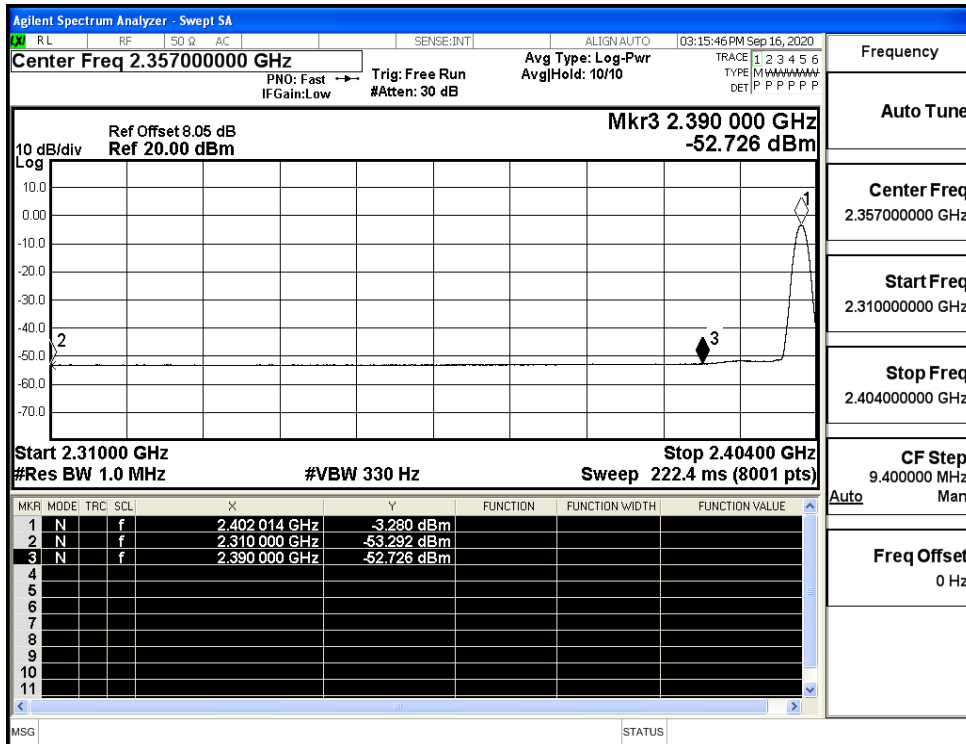 Agilent Spectrum Analyzer - Swept SA
LXI RL RF 50 Ω AC SENSE:INT ALIGN AUTO 03:15:46 PM Sep 16, 2020
Center Freq 2.357000000 GHz
PNO: Fast
IFGain:Low
Trig: Free Run
#Atten: 30 dB
Avg Type: Log-Pwr
Avg|Hold: 10/10
TRACE 1 2 3 4 5 6
TYPE M WWWWW
DET P P P P P P
Ref Offset 8.05 dB
10 dB/div Ref 20.00 dBm
Log
Mkr3 2.390 000 GHz
-52.726 dBm
10.0
0.00
-10.0
-20.0
-30.0
-40.0
-50.0
-60.0
-70.0
1
2
3
Start 2.31000 GHz Stop 2.40400 GHz
#Res BW 1.0 MHz #VBW 330 Hz Sweep 222.4 ms (8001 pts)
MKR MODE TRC SCL X Y FUNCTION FUNCTION WIDTH FUNCTION VALUE
1 N f 2.402 014 GHz -3.280 dBm
2 N f 2.310 000 GHz -53.292 dBm
3 N f 2.390 000 GHz -52.726 dBm
4
5
6
7
8
9
10
11
MSG STATUS
Frequency
Auto Tune
Center Freq
2.357000000 GHz
Start Freq
2.310000000 GHz
Stop Freq
2.404000000 GHz
CF Step
9.400000 MHz
Auto Man
Freq Offset
0 Hz